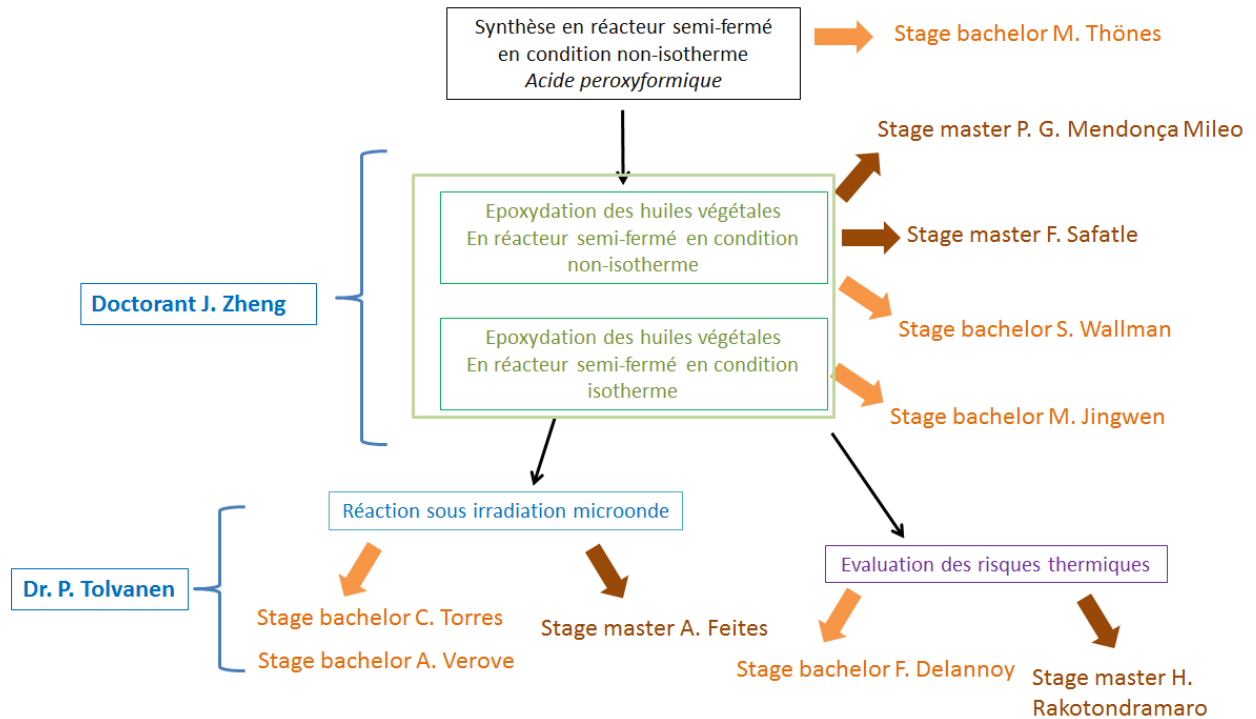 Synthèse en réacteur semi-fermé
en condition non-isotherme
Acide peroxyformique
Stage bachelor M. Thönes
Stage master P. G. Mendonça Mileo
Epoxydation des huiles végétales
En réacteur semi-fermé en condition
non-isotherme
Stage master F. Safatle
Doctorant J. Zheng
Stage bachelor S. Wallman
Epoxydation des huiles végétales
En réacteur semi-fermé en condition
isotherme
Stage bachelor M. Jingwen
Réaction sous irradiation microonde
Evaluation des risques thermiques
Dr. P. Tolvanen
Stage bachelor C. Torres
Stage bachelor A. Verove
Stage master A. Feites
Stage bachelor F. Delannoy
Stage master H.
Rakotondramaro